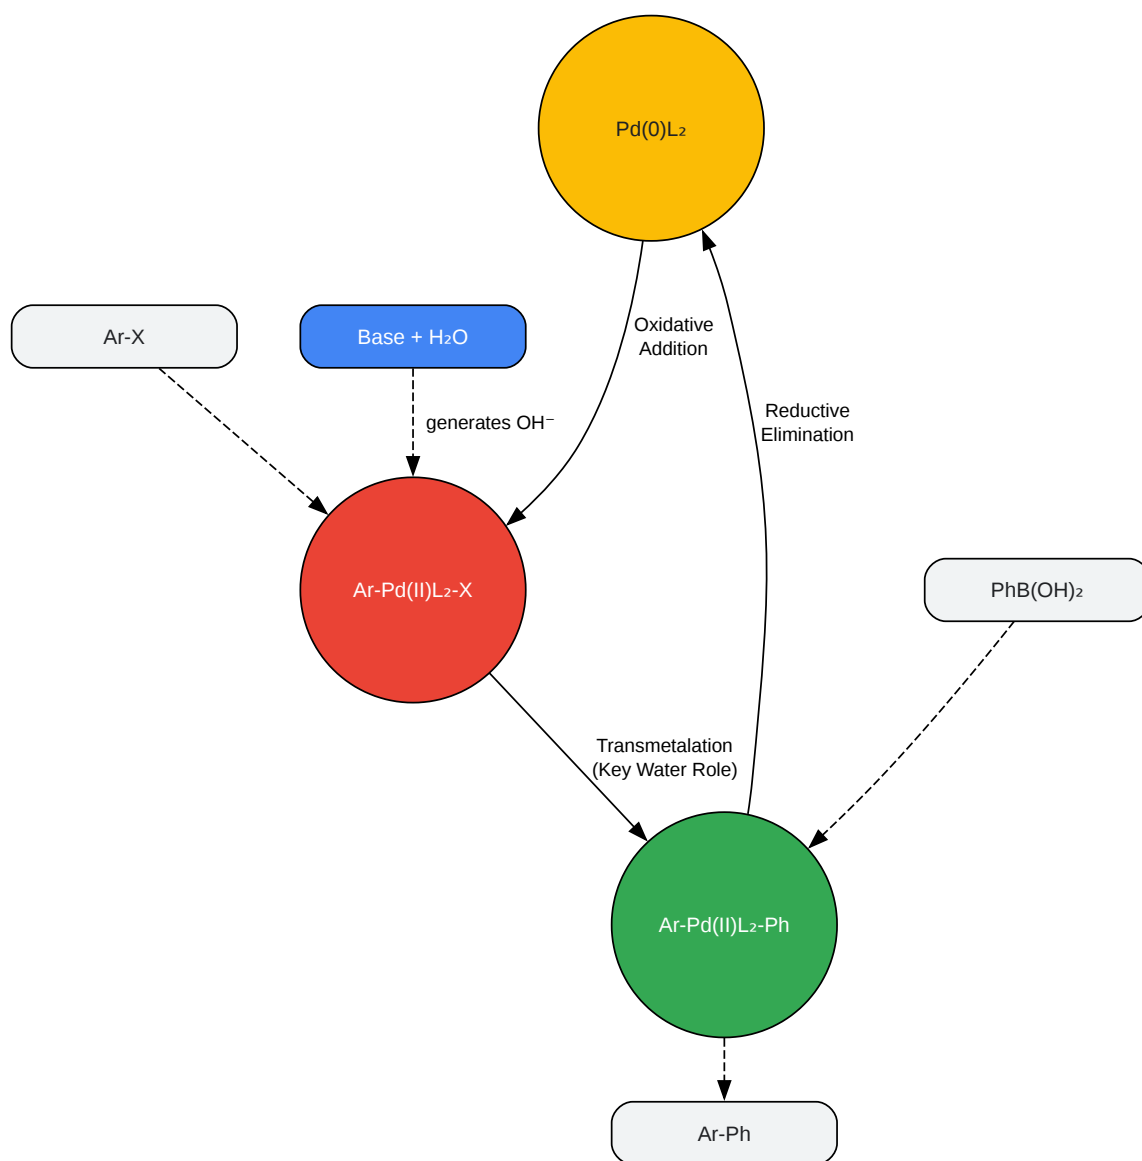 Pd(0)L₂
Ar-X
Base + H₂O
Oxidative
Addition
generates OH⁻
Reductive
Elimination
Ar-Pd(II)L₂-X
PhB(OH)₂
Transmetalation
(Key Water Role)
Ar-Pd(II)L₂-Ph
Ar-Ph